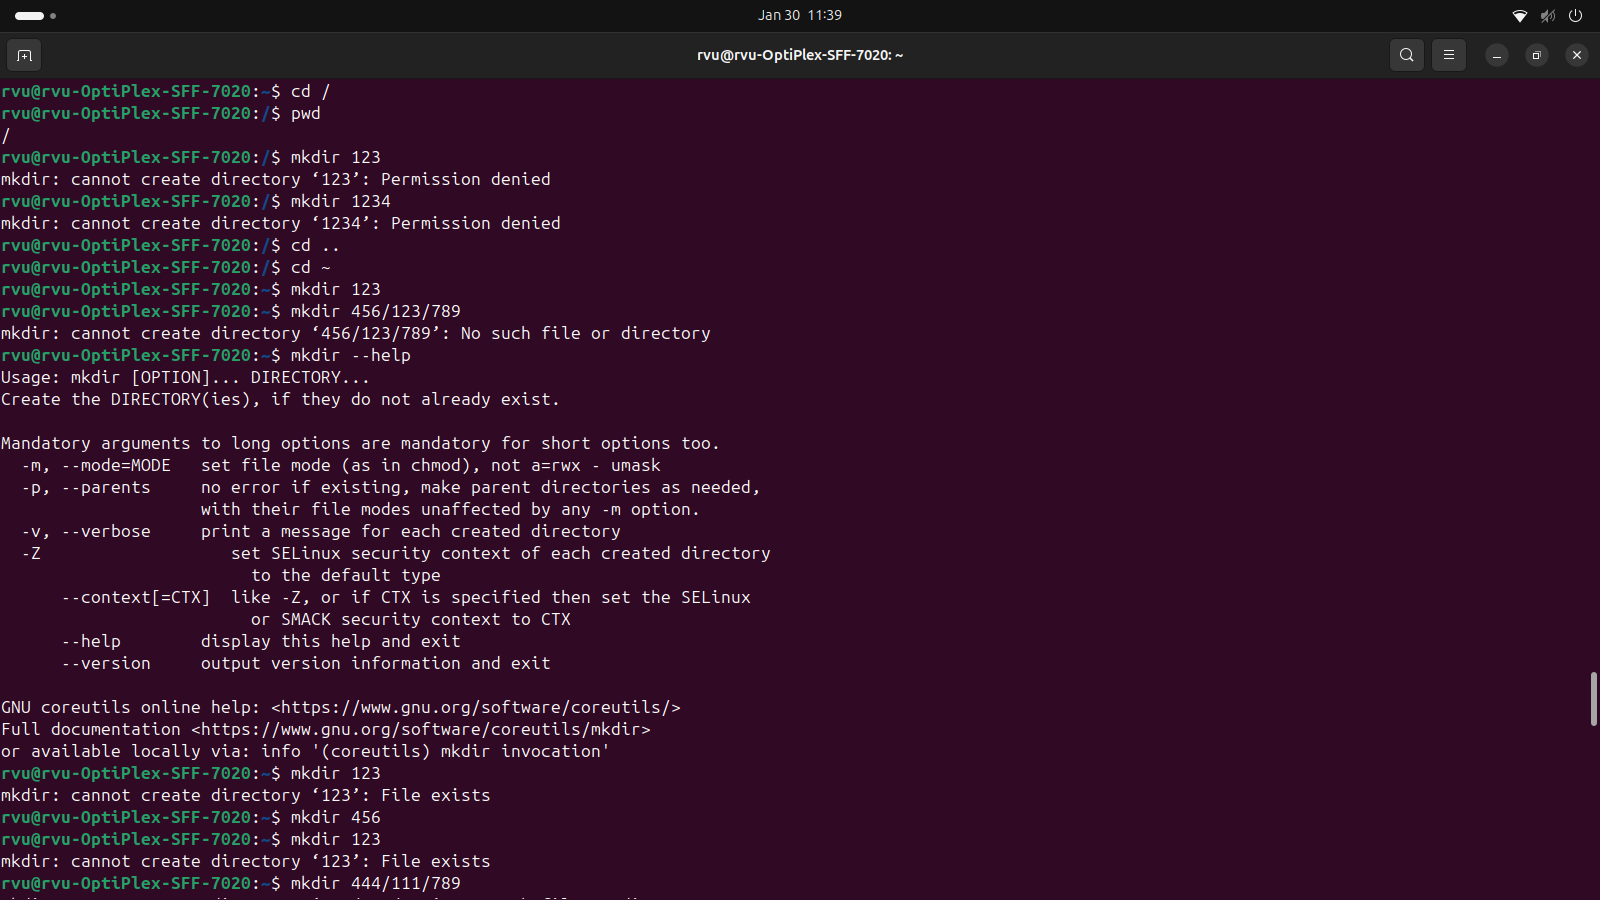 Jan 30  11:39
rvu@rvu-OptiPlex-SFF-7020: ~
rvu@rvu-OptiPlex-SFF-7020:~$ cd /
rvu@rvu-OptiPlex-SFF-7020:/$ pwd
/
rvu@rvu-OptiPlex-SFF-7020:/$ mkdir 123
mkdir: cannot create directory ‘123’: Permission denied
rvu@rvu-OptiPlex-SFF-7020:/$ mkdir 1234
mkdir: cannot create directory ‘1234’: Permission denied
rvu@rvu-OptiPlex-SFF-7020:/$ cd ..
rvu@rvu-OptiPlex-SFF-7020:/$ cd ~
rvu@rvu-OptiPlex-SFF-7020:~$ mkdir 123
rvu@rvu-OptiPlex-SFF-7020:~$ mkdir 456/123/789
mkdir: cannot create directory ‘456/123/789’: No such file or directory
rvu@rvu-OptiPlex-SFF-7020:~$ mkdir --help
Usage: mkdir [OPTION]... DIRECTORY...
Create the DIRECTORY(ies), if they do not already exist.

Mandatory arguments to long options are mandatory for short options too.
  -m, --mode=MODE   set file mode (as in chmod), not a=rwx - umask
  -p, --parents     no error if existing, make parent directories as needed,
                    with their file modes unaffected by any -m option.
  -v, --verbose     print a message for each created directory
  -Z                   set SELinux security context of each created directory
                         to the default type
      --context[=CTX]  like -Z, or if CTX is specified then set the SELinux
                         or SMACK security context to CTX
      --help        display this help and exit
      --version     output version information and exit

GNU coreutils online help: <https://www.gnu.org/software/coreutils/>
Full documentation <https://www.gnu.org/software/coreutils/mkdir>
or available locally via: info '(coreutils) mkdir invocation'
rvu@rvu-OptiPlex-SFF-7020:~$ mkdir 123
mkdir: cannot create directory ‘123’: File exists
rvu@rvu-OptiPlex-SFF-7020:~$ mkdir 456
rvu@rvu-OptiPlex-SFF-7020:~$ mkdir 123
mkdir: cannot create directory ‘123’: File exists
rvu@rvu-OptiPlex-SFF-7020:~$ mkdir 444/111/789